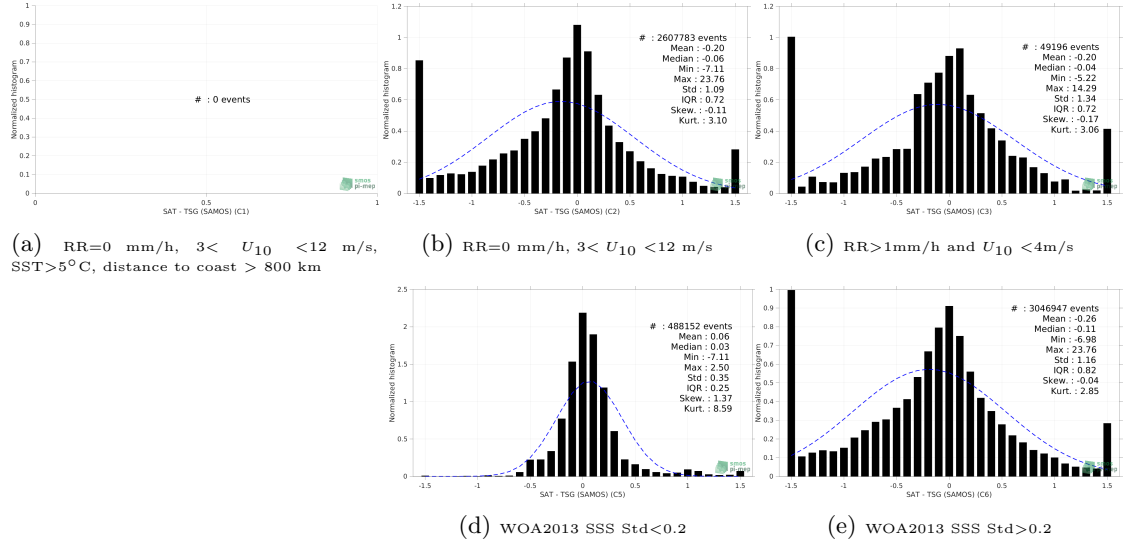 1
0.9
0.8
0.7
0.6
0.5
0.4
0.3
0.2
0.1
0
Normalized histogram
# : 0 events
smos
pi-mep
0 0.5 1
SAT - TSG (SAMOS) (C1)
(a) RR=0 mm/h, 3< U10 <12 m/s,
SST>5°C, distance to coast > 800 km
1.2
1
0.8
0.6
0.4
0.2
0
Normalized histogram
# : 2607783 events
Mean : -0.20
Median : -0.06
Min : -7.11
Max : 23.76
Std : 1.09
IQR : 0.72
Skew. : -0.11
Kurt. : 3.10
smos
pi-mep
-1.5 -1 -0.5 0 0.5 1 1.5
SAT - TSG (SAMOS) (C2)
(b) RR=0 mm/h, 3< U10 <12 m/s
1.2
1
0.8
0.6
0.4
0.2
0
Normalized histogram
# : 49196 events
Mean : -0.20
Median : -0.04
Min : -5.22
Max : 14.29
Std : 1.34
IQR : 0.72
Skew. : -0.17
Kurt. : 3.06
smos
pi-mep
-1.5 -1 -0.5 0 0.5 1 1.5
SAT - TSG (SAMOS) (C3)
(c) RR>1mm/h and U10 <4m/s
2.5
2
1.5
1
0.5
0
Normalized histogram
# : 488152 events
Mean : 0.06
Median : 0.03
Min : -7.11
Max : 2.50
Std : 0.35
IQR : 0.25
Skew. : 1.37
Kurt. : 8.59
smos
pi-mep
-1.5 -1 -0.5 0 0.5 1 1.5
SAT - TSG (SAMOS) (C5)
(d) WOA2013 SSS Std<0.2
1
0.9
0.8
0.7
0.6
0.5
0.4
0.3
0.2
0.1
0
Normalized histogram
# : 3046947 events
Mean : -0.26
Median : -0.11
Min : -6.98
Max : 23.76
Std : 1.16
IQR : 0.82
Skew. : -0.04
Kurt. : 2.85
smos
pi-mep
-1.5 -1 -0.5 0 0.5 1 1.5
SAT - TSG (SAMOS) (C6)
(e) WOA2013 SSS Std>0.2